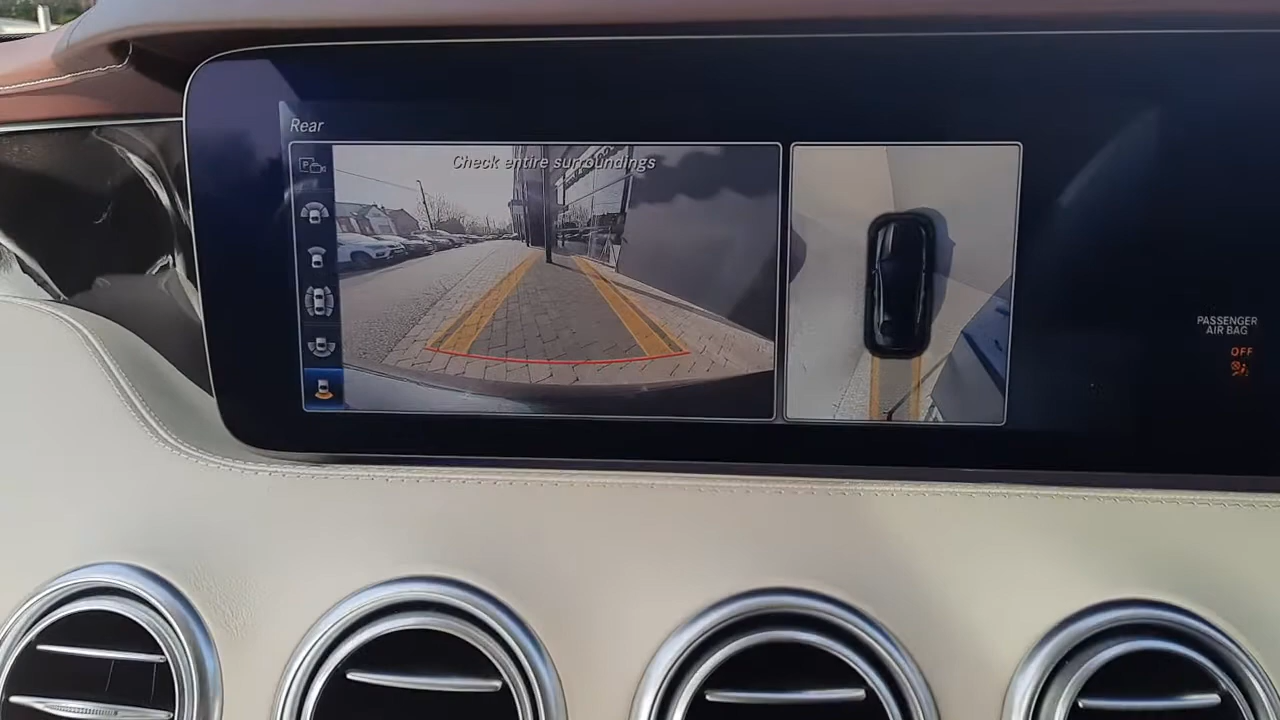 Rear
Check entire surroundings
P
PASSENGER
AIR BAG
OFF